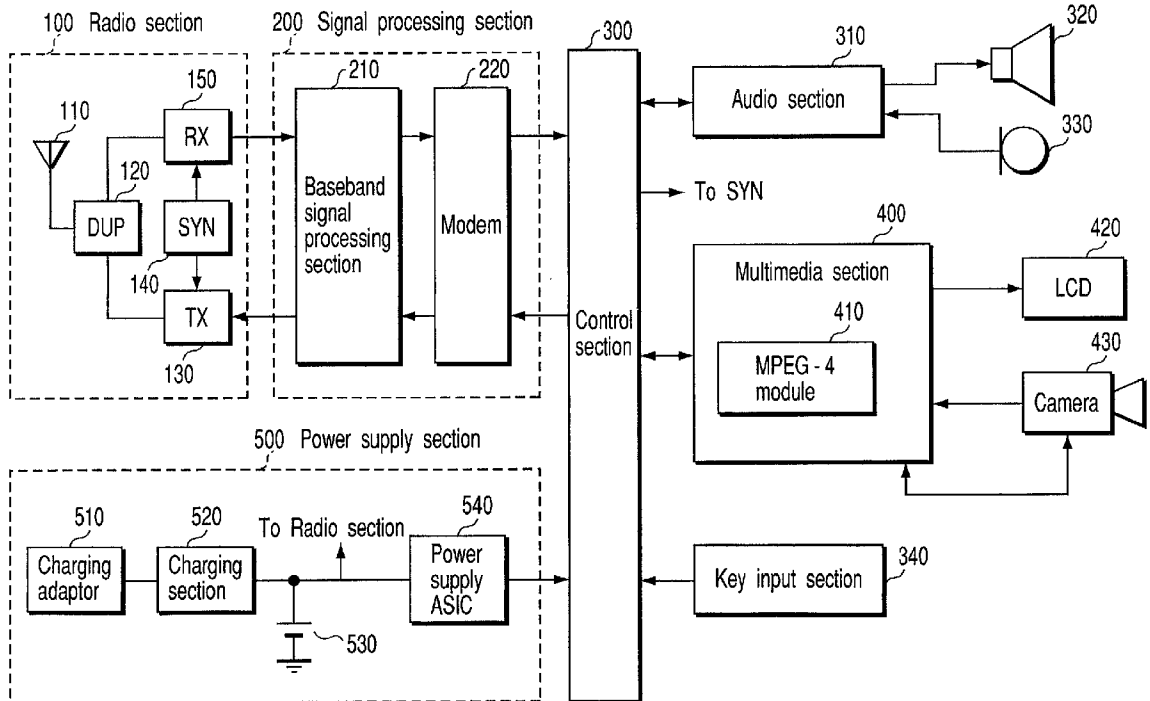 100 Radio section
200 Signal processing section
300
320
310
150
210
220
110
RX
Audio section
330
120
To SYN
DUP
SYN
Baseband
signal
processing
section
Modem
400
420
140
Multimedia section
LCD
TX
Control
section
410
130
MPEG - 4
module
430
Camera
500 Power supply section
510
520
To Radio section
540
Charging
adaptor
Charging
section
Power
supply
ASIC
Key input section
340
530